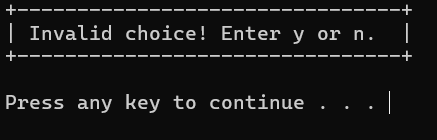 +---------------------------------+
| Invalid choice! Enter y or n.  |
+---------------------------------+
Press any key to continue . . .